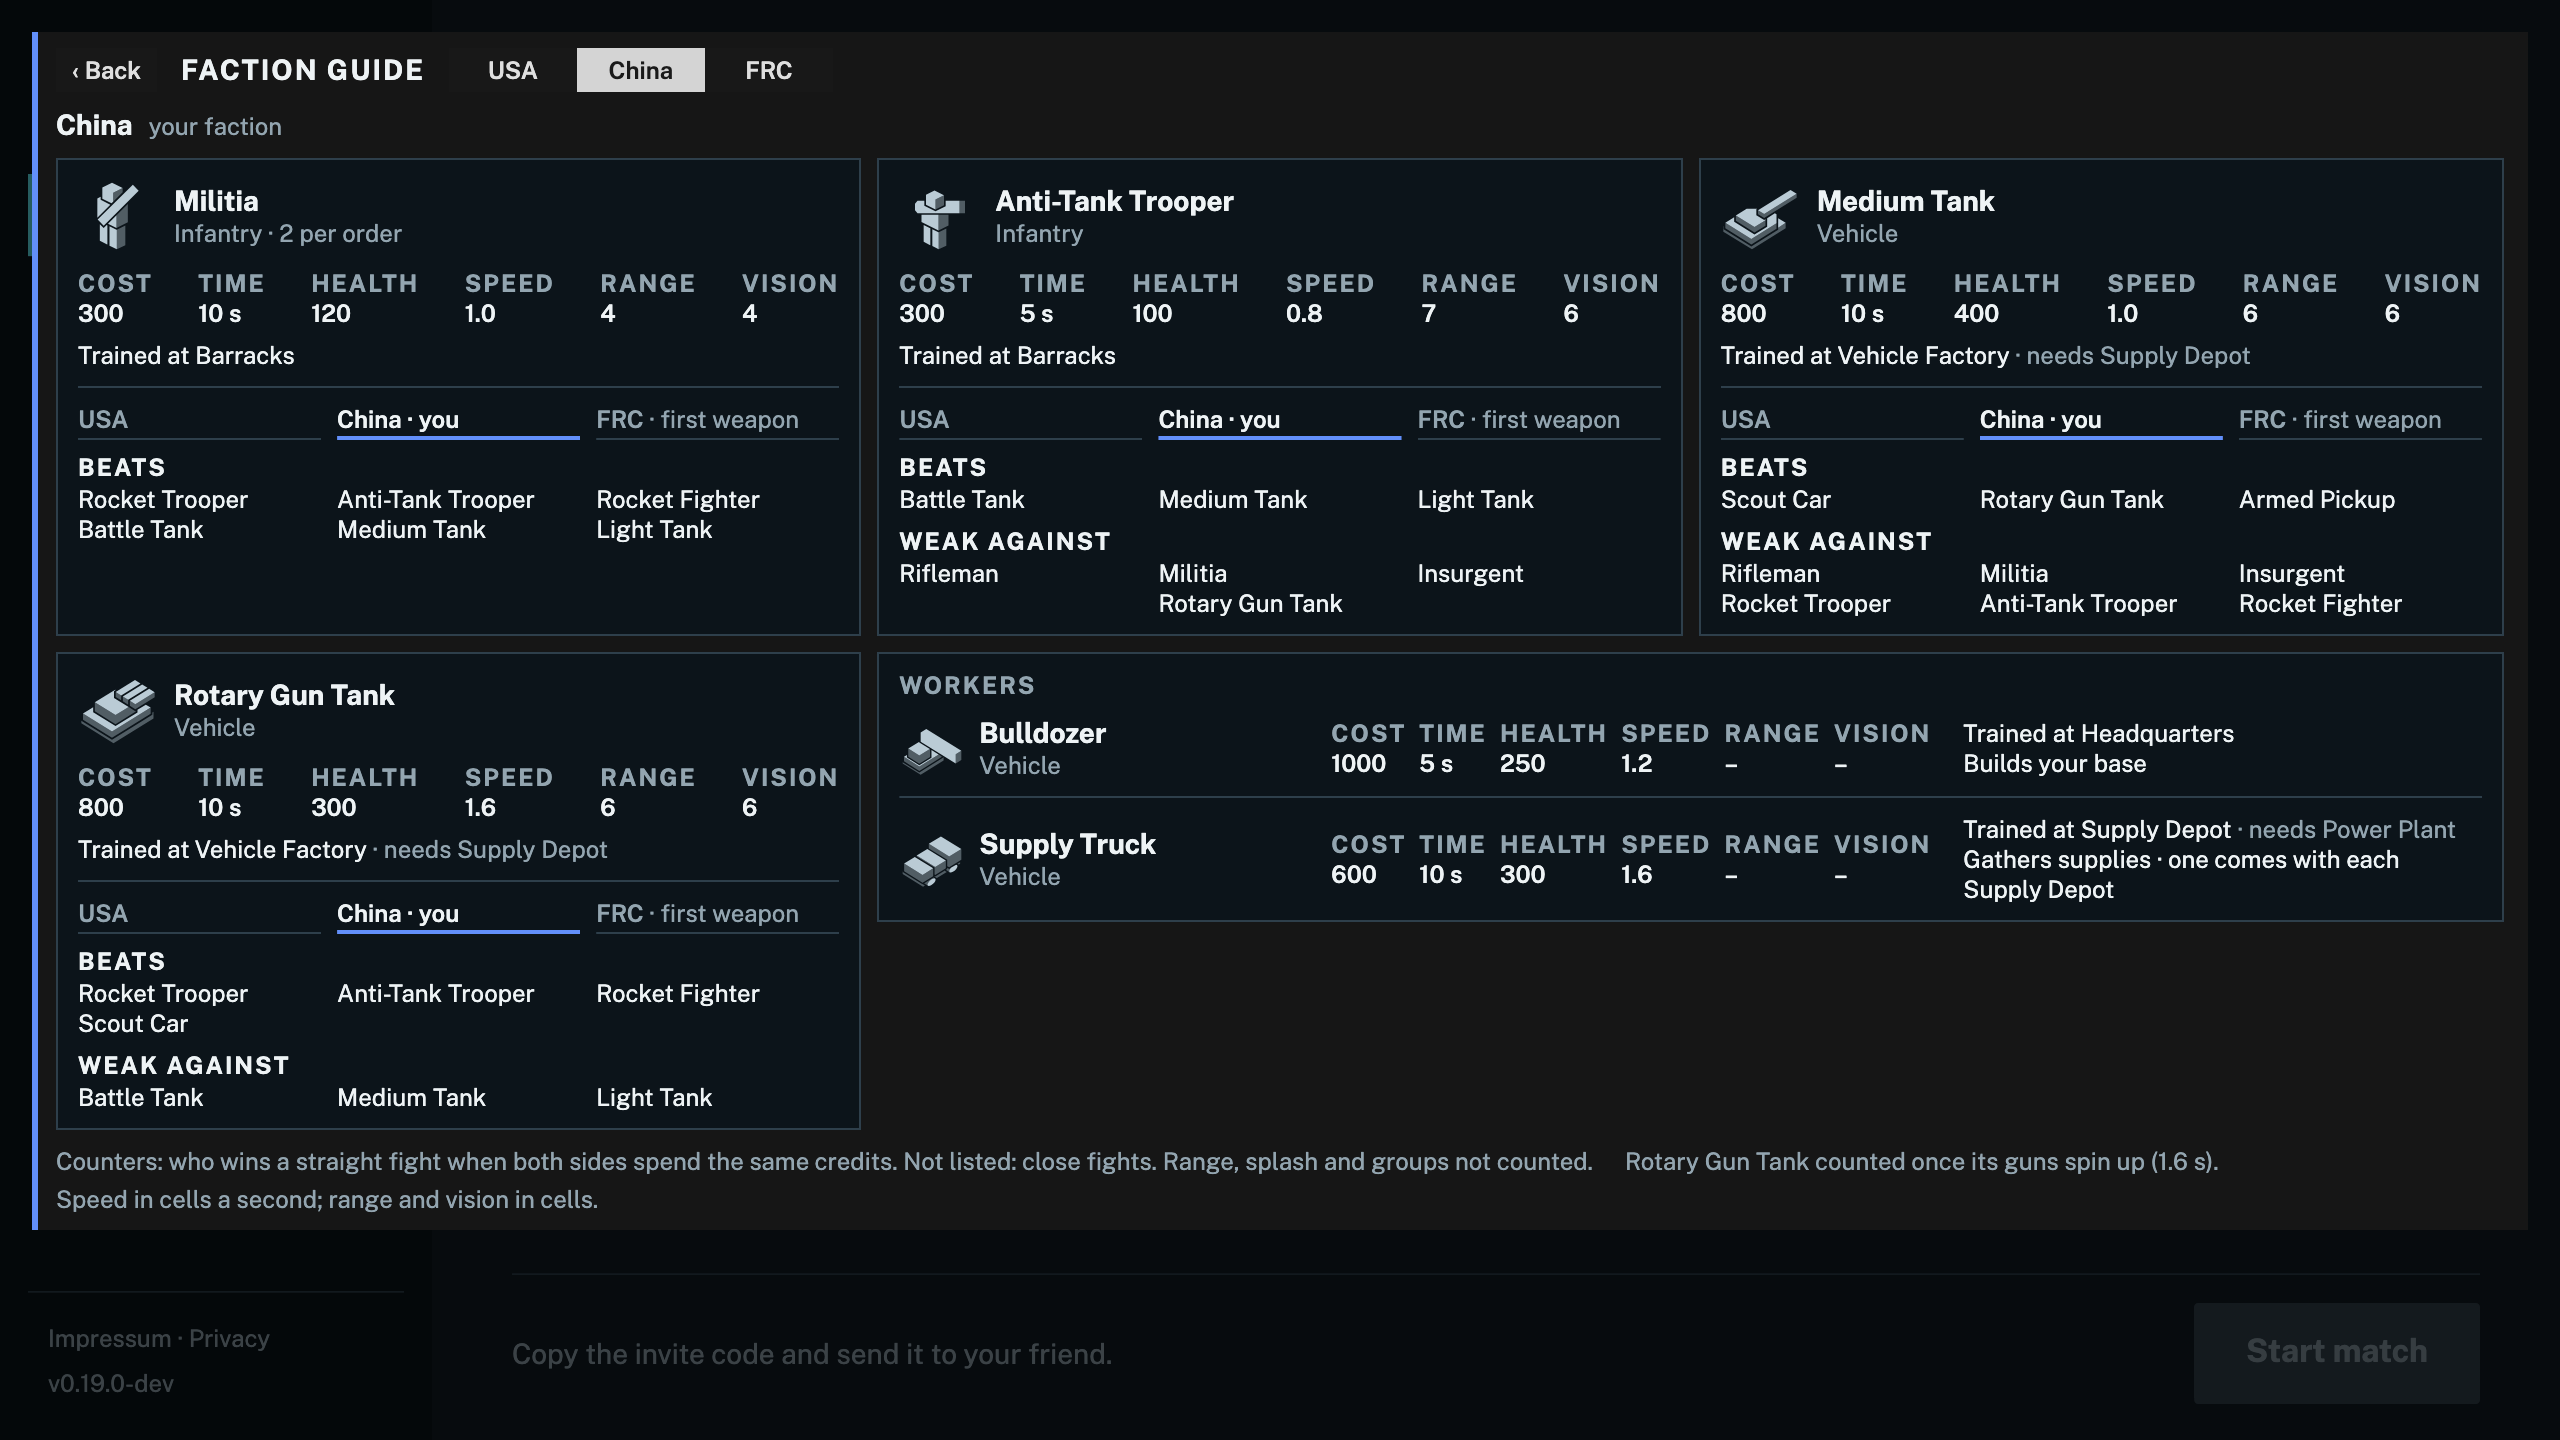 ‹ Back
FACTION GUIDE
USA
China
FRC
China your faction
Militia
Infantry · 2 per order
COST TIME HEALTH SPEED RANGE VISION
300 10 s 120 1.0 4 4
Trained at Barracks
USA China · you FRC · first weapon
BEATS
Rocket Trooper Anti-Tank Trooper Rocket Fighter
Battle Tank Medium Tank Light Tank
Anti-Tank Trooper
Infantry
COST TIME HEALTH SPEED RANGE VISION
300 5 s 100 0.8 7 6
Trained at Barracks
USA China · you FRC · first weapon
BEATS
Battle Tank Medium Tank Light Tank
WEAK AGAINST
Rifleman Militia Insurgent
Rotary Gun Tank
Medium Tank
Vehicle
COST TIME HEALTH SPEED RANGE VISION
800 10 s 400 1.0 6 6
Trained at Vehicle Factory · needs Supply Depot
USA China · you FRC · first weapon
BEATS
Scout Car Rotary Gun Tank Armed Pickup
WEAK AGAINST
Rifleman Militia Insurgent
Rocket Trooper Anti-Tank Trooper Rocket Fighter
Rotary Gun Tank
Vehicle
COST TIME HEALTH SPEED RANGE VISION
800 10 s 300 1.6 6 6
Trained at Vehicle Factory · needs Supply Depot
USA China · you FRC · first weapon
BEATS
Rocket Trooper Anti-Tank Trooper Rocket Fighter
Scout Car
WEAK AGAINST
Battle Tank Medium Tank Light Tank
WORKERS
Bulldozer
Vehicle
COST TIME HEALTH SPEED RANGE VISION
1000 5 s 250 1.2 – –
Trained at Headquarters
Builds your base
Supply Truck
Vehicle
COST TIME HEALTH SPEED RANGE VISION
600 10 s 300 1.6 – –
Trained at Supply Depot · needs Power Plant
Gathers supplies · one comes with each
Supply Depot
Counters: who wins a straight fight when both sides spend the same credits. Not listed: close fights. Range, splash and groups not counted. Rotary Gun Tank counted once its guns spin up (1.6 s).
Speed in cells a second; range and vision in cells.
Impressum · Privacy
v0.19.0-dev
Copy the invite code and send it to your friend.
Start match